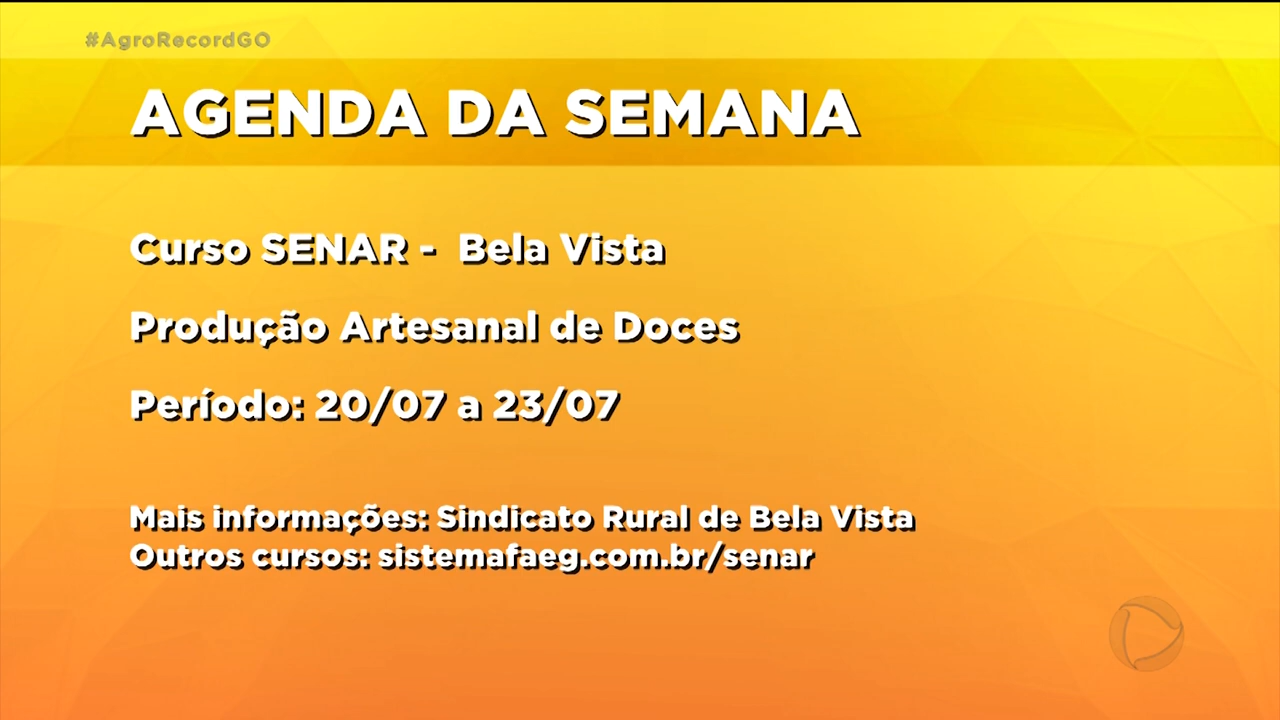 #AgroRecordGO
AGENDA DA SEMANA
Curso SENAR - Bela Vista
Produção Artesanal de Doces
Período: 20/07 a 23/07
Mais informações: Sindicato Rural de Bela Vista
Outros cursos: sistemafaeg.com.br/senar